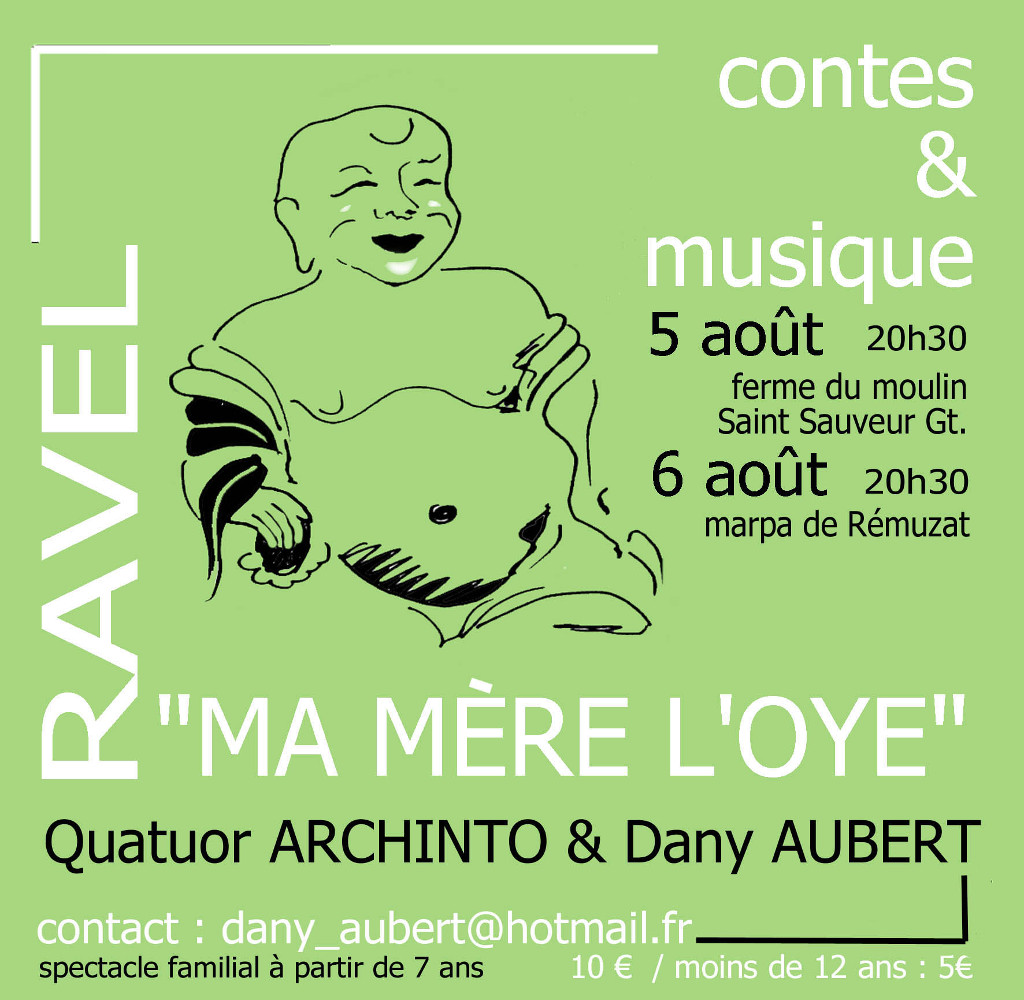 contes
&
musique
5 août 20h30
ferme du moulin
Saint Sauveur Gt.
6 août 20h30
marpa de Rémuzat
RAVEL
"MA MÈRE L'OYE"
Quatuor ARCHINTO & Dany AUBERT
contact : dany_aubert@hotmail.fr
spectacle familial à partir de 7 ans 10 € / moins de 12 ans : 5€